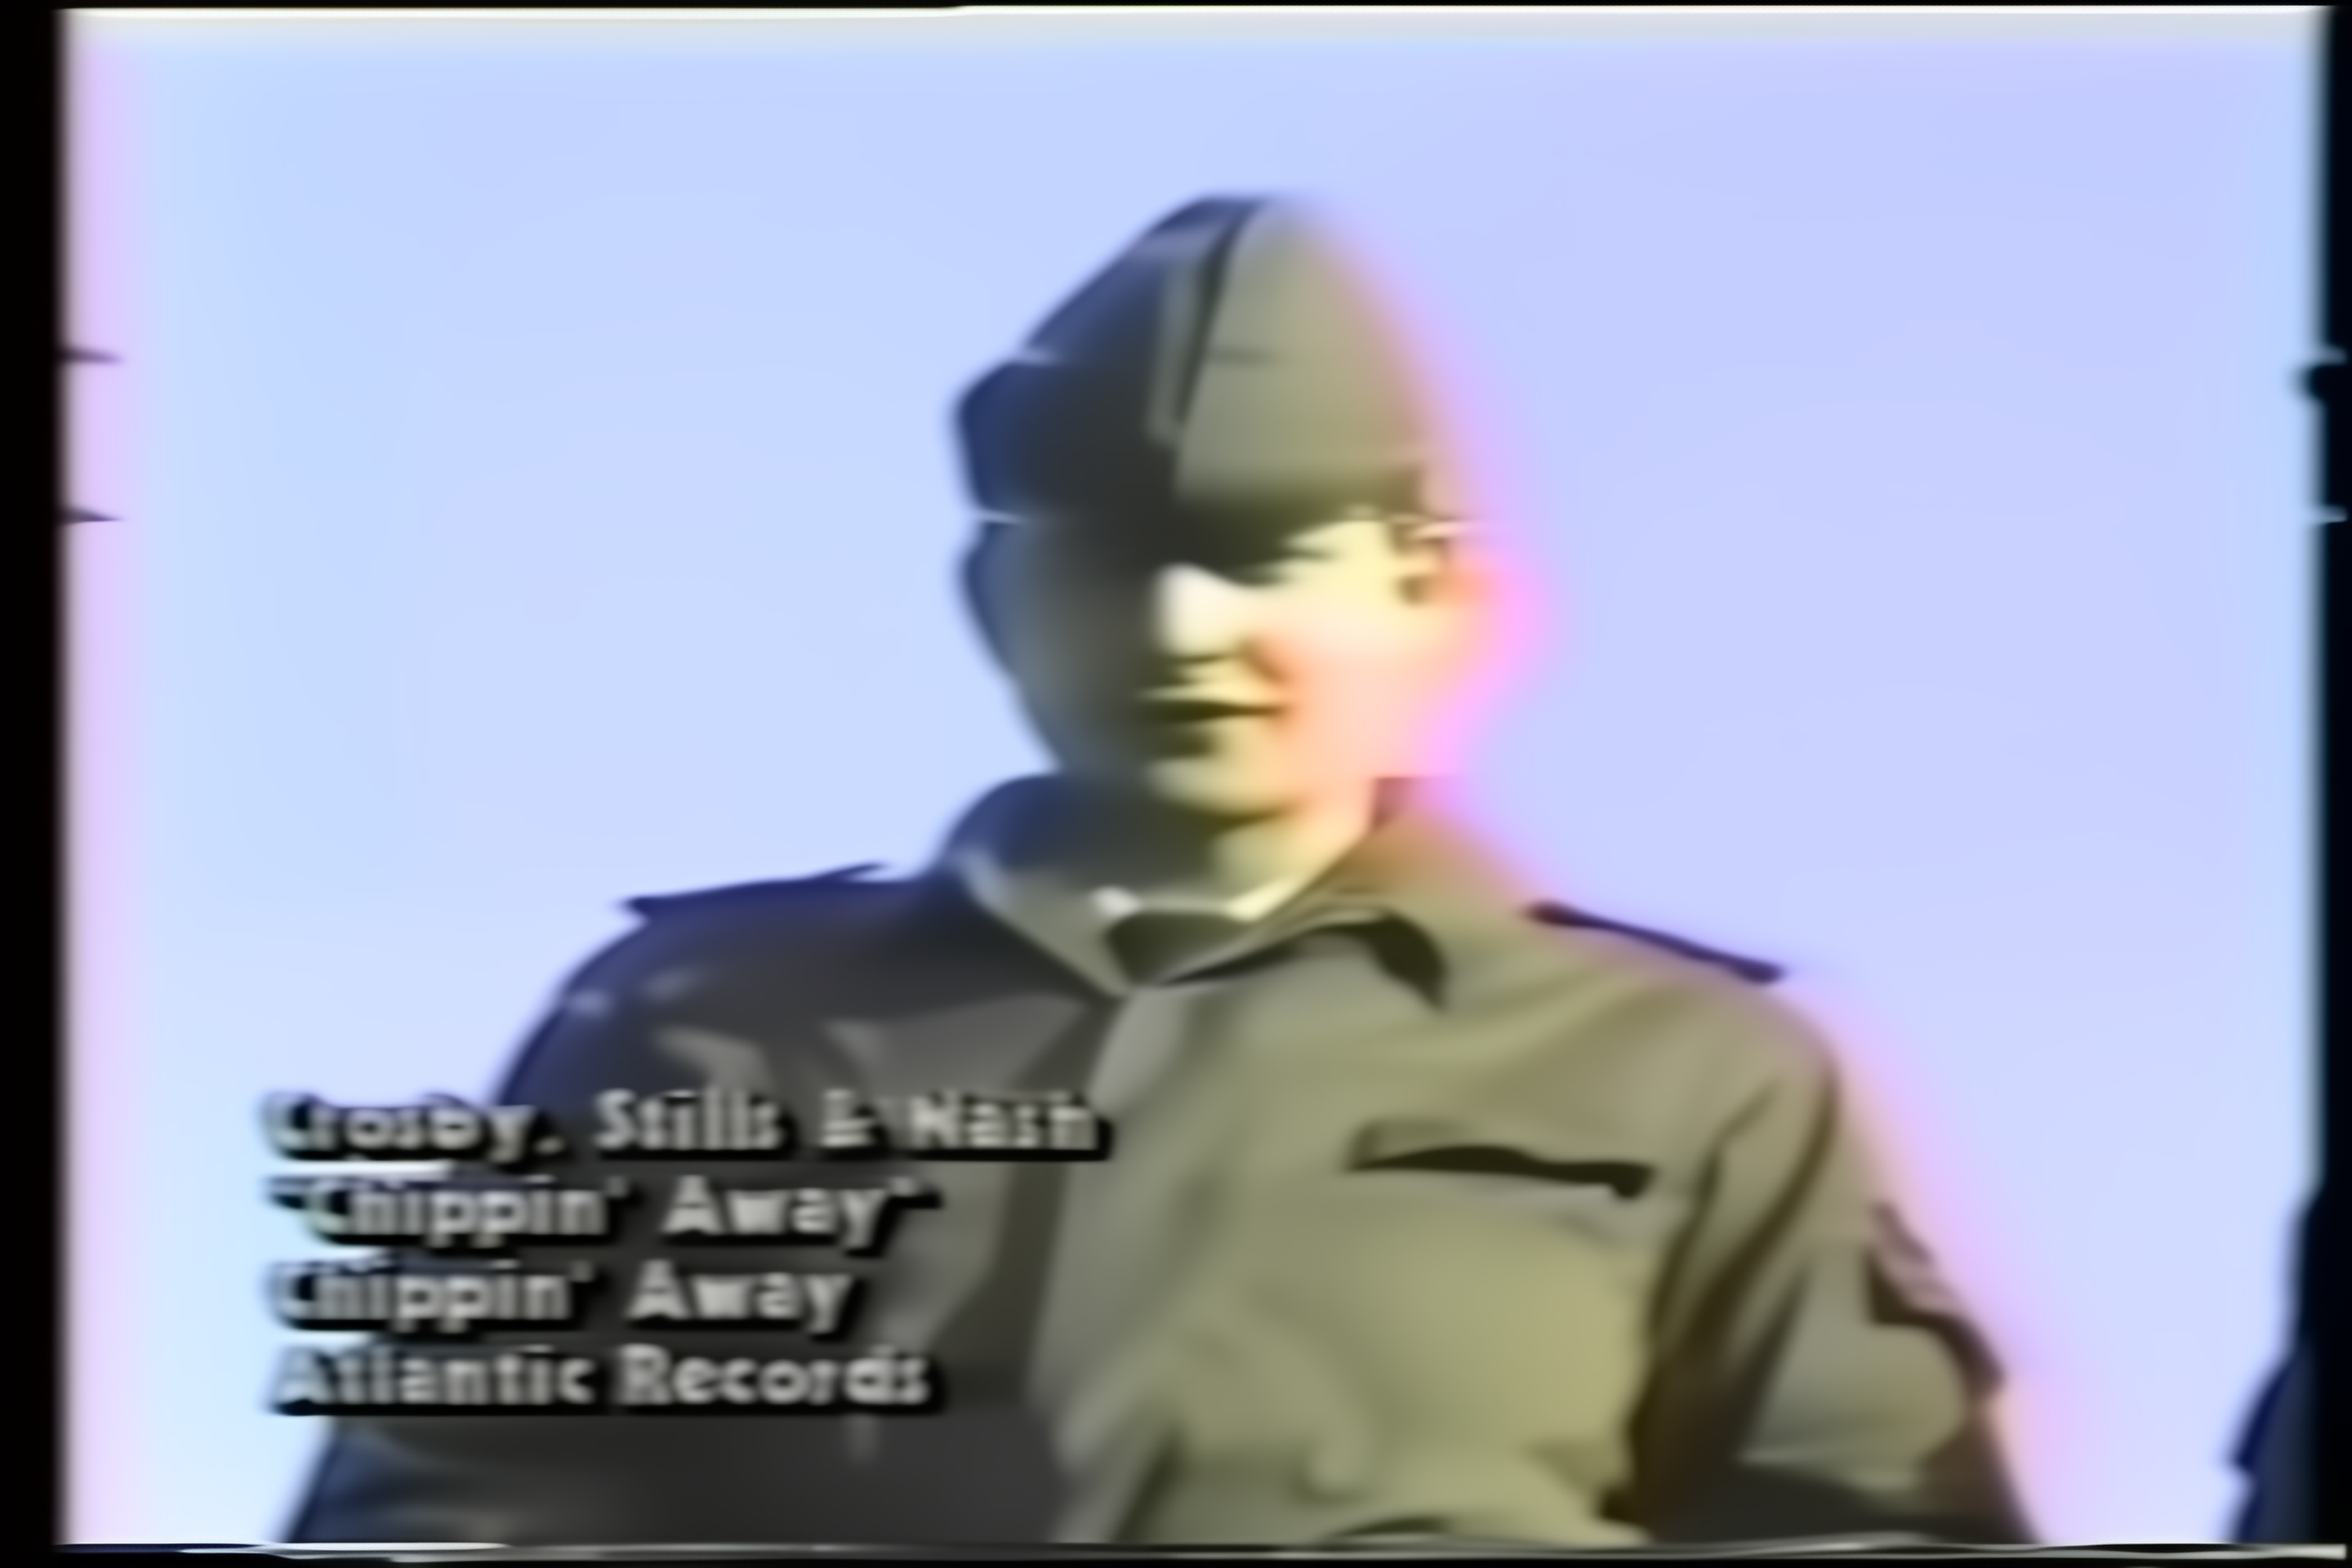 Crosby, Stills & Nash
"Chippin' Away"
Chippin' Away
Atlantic Records